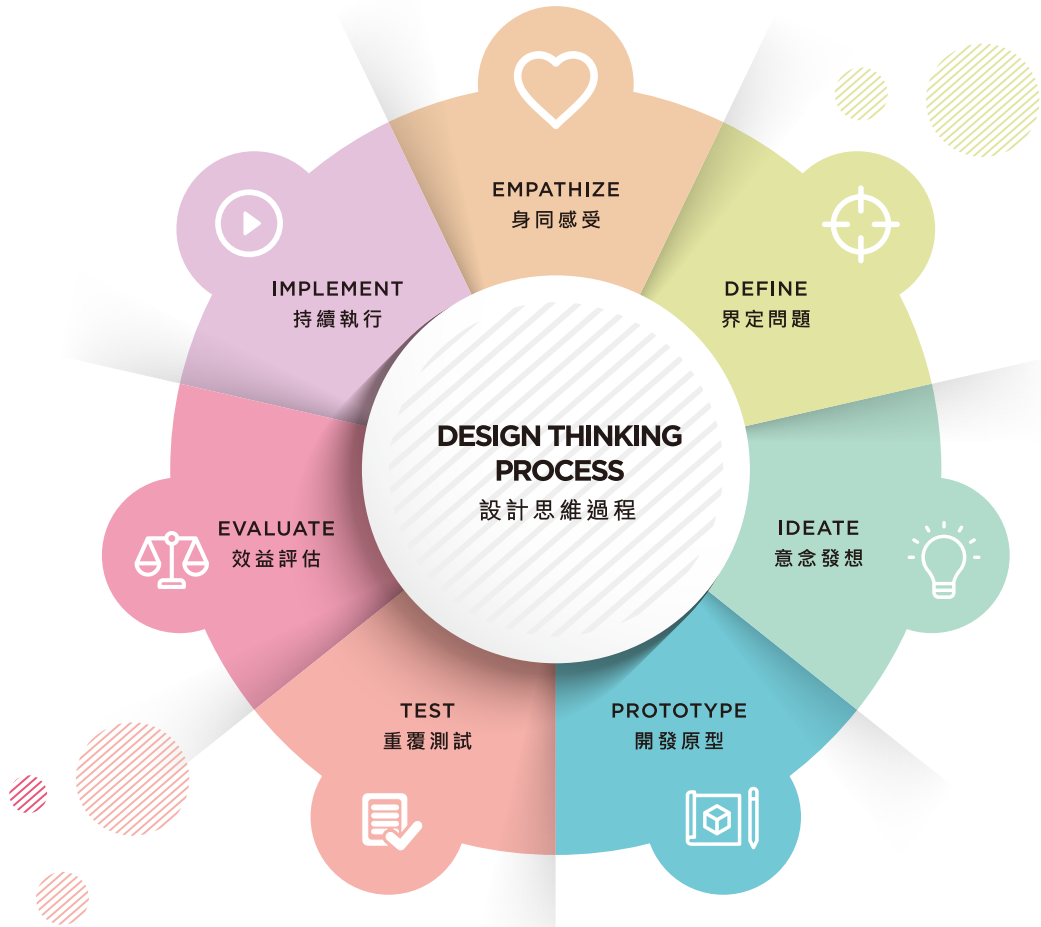 EMPATHIZE
身同感受
DEFINE
界定問題
IDEATE
意念發想
PROTOTYPE
開發原型
TEST
重覆測試
EVALUATE
效益評估
IMPLEMENT
持續執行
DESIGN THINKING
PROCESS
設計思維過程